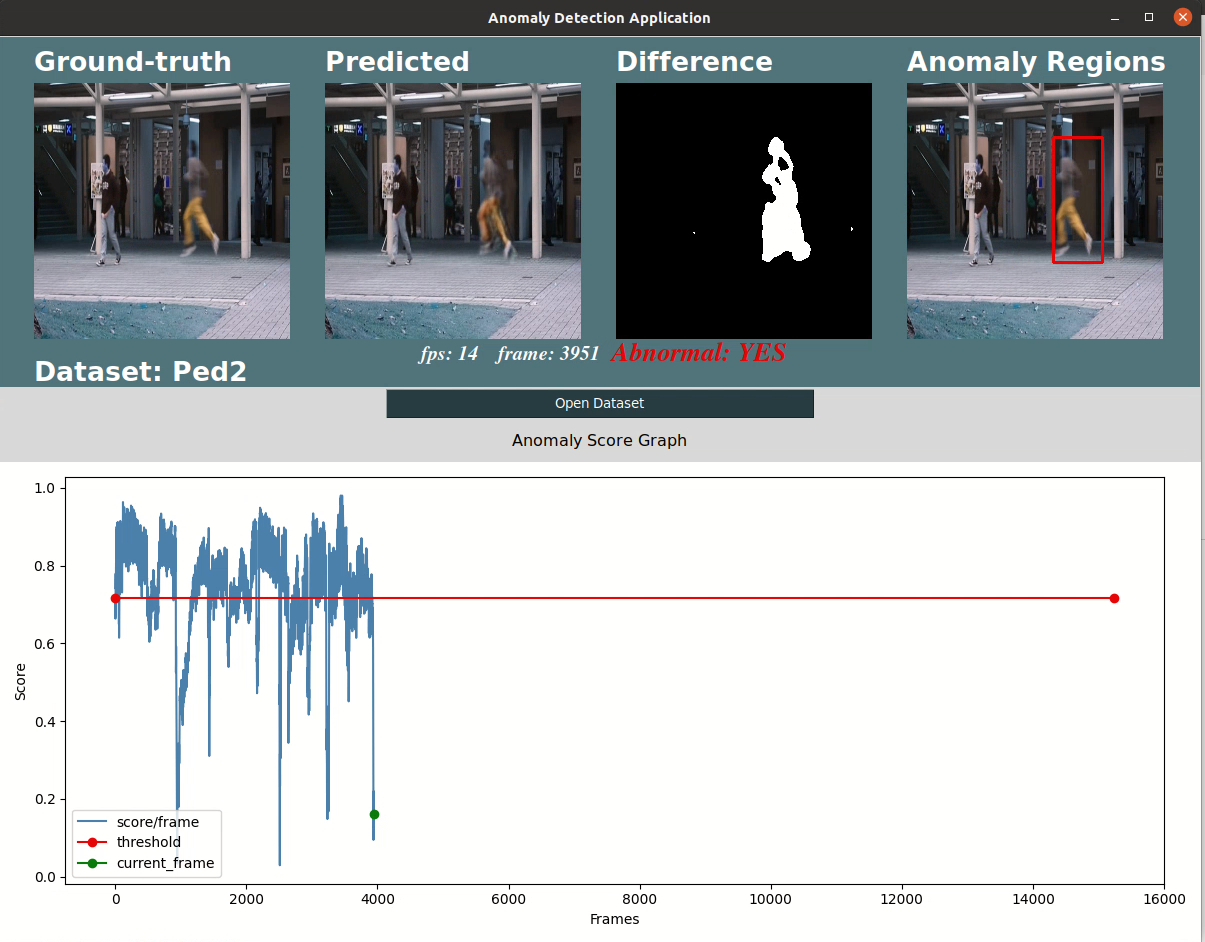 Anomaly Detection Application
Ground-truth
Predicted
Difference
Anomaly Regions
fps: 14 frame: 3951 Abnormal: YES
Dataset: Ped2
Open Dataset
Anomaly Score Graph
1.0
0.8
0.6
0.4
0.2
0.0
Score
score/frame
threshold
current_frame
0 2000 4000 6000 8000 10000 12000 14000 16000
Frames